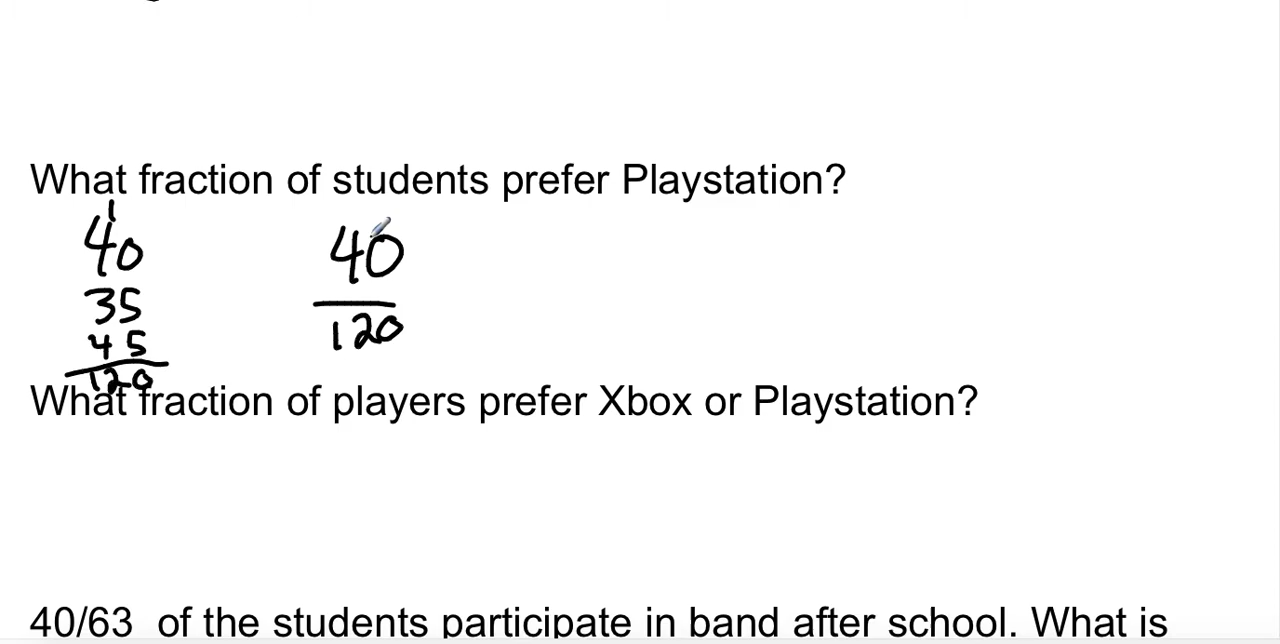 What fraction of students prefer Playstation?
1
40
35
45
120
40
120
What fraction of players prefer Xbox or Playstation?
40/63 of the students participate in band after school. What is